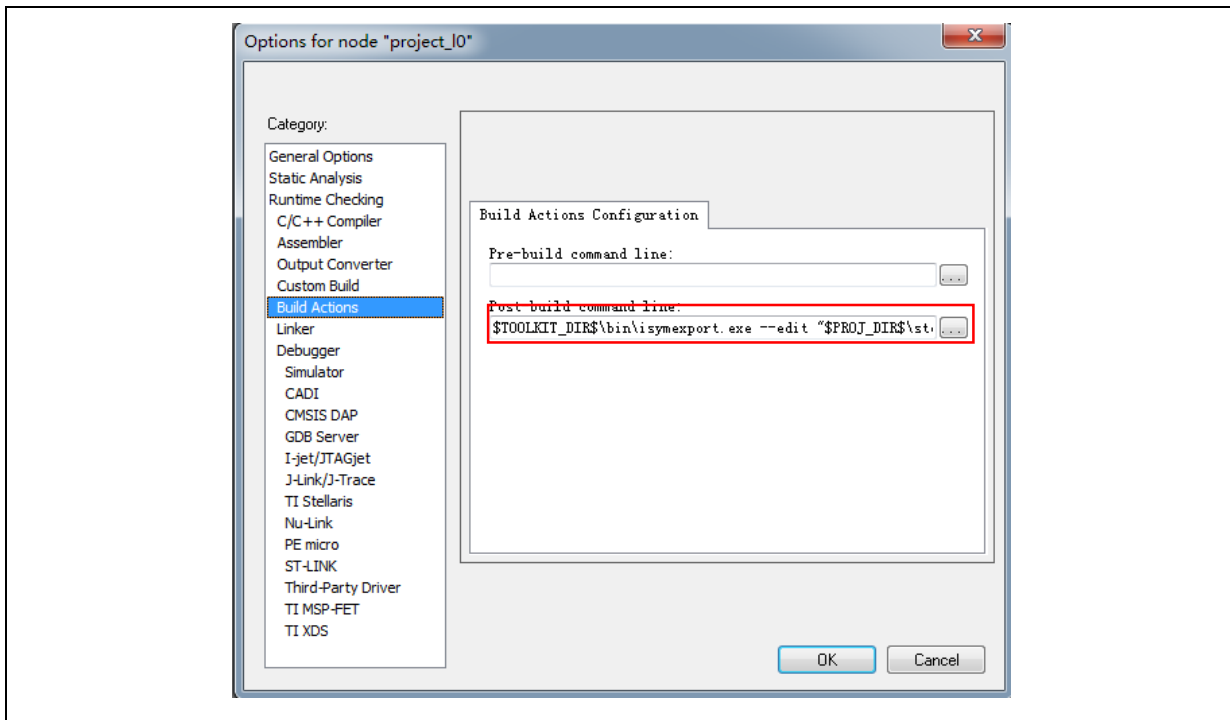 Options for node "project_l0"
Category:
General Options
Static Analysis
Runtime Checking
C/C++ Compiler
Assembler
Output Converter
Custom Build
Build Actions
Linker
Debugger
Simulator
CADI
CMSIS DAP
GDB Server
I-jet/JTAGjet
J-Link/J-Trace
TI Stellaris
Nu-Link
PE micro
ST-LINK
Third-Party Driver
TI MSP-FET
TI XDS
Build Actions Configuration
Pre-build command line:
...
Post-build command line:
$TOOLKIT_DIR$\bin\isymexport.exe --edit "$PROJ_DIR$\st
...
OK
Cancel